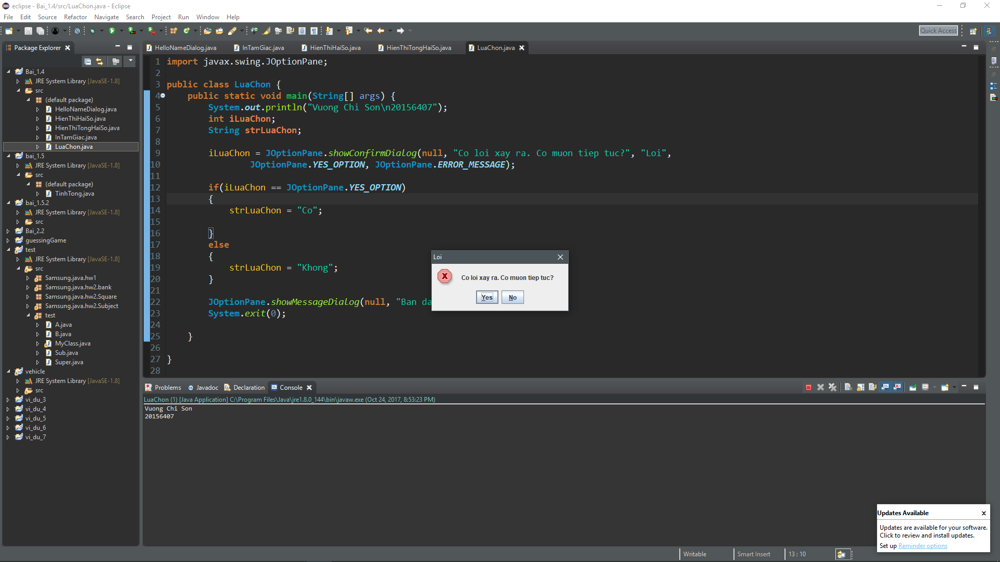 eclipse - Bai_1.4/src/LuaChon.java - Eclipse
File Edit Source Refactor Navigate Search Project Run Window Help
Quick Access
Package Explorer
Bai_1.4
JRE System Library [JavaSE-1.8]
src
(default package)
HelloNameDialog.java
HienThiHaiSo.java
HienThiTongHaiSo.java
InTamGiac.java
LuaChon.java
bai_1.5
JRE System Library [JavaSE-1.8]
src
(default package)
TinhTong.java
bai_1.5.2
JRE System Library [JavaSE-1.8]
src
Bai_2.2
guessingGame
test
JRE System Library [JavaSE-1.8]
src
Samsung.java.hw1
Samsung.java.hw2.bank
Samsung.java.hw2.Square
Samsung.java.hw2.Subject
test
A.java
B.java
MyClass.java
Sub.java
Super.java
vehicle
JRE System Library [JavaSE-1.8]
src
vi_du_3
vi_du_4
vi_du_5
vi_du_6
vi_du_7
HelloNameDialog.java InTamGiac.java HienThiHaiSo.java HienThiTongHaiSo.java LuaChon.java
1 import javax.swing.JOptionPane;
2
3 public class LuaChon {
4 public static void main(String[] args) {
5 System.out.println("Vuong Chi Son\n20156407");
6 int iLuaChon;
7 String strLuaChon;
8
9 iLuaChon = JOptionPane.showConfirmDialog(null, "Co loi xay ra. Co muon tiep tuc?", "Loi",
10 JOptionPane.YES_OPTION, JOptionPane.ERROR_MESSAGE);
11
12 if(iLuaChon == JOptionPane.YES_OPTION)
13 {
14 strLuaChon = "Co";
15
16 }
17 else
18 {
19 strLuaChon = "Khong";
20 }
21
22 JOptionPane.showMessageDialog(null, "Ban da
23 System.exit(0);
24
25 }
26
27 }
28
Loi
Co loi xay ra. Co muon tiep tuc?
Yes No
Problems Javadoc Declaration Console
LuaChon (1) [Java Application] C:\Program Files\Java\jre1.8.0_144\bin\javaw.exe (Oct 24, 2017, 8:53:23 PM)
Vuong Chi Son
20156407
Updates Available
Updates are available for your software.
Click to review and install updates.
Set up Reminder options
Writable Smart Insert 13 : 10